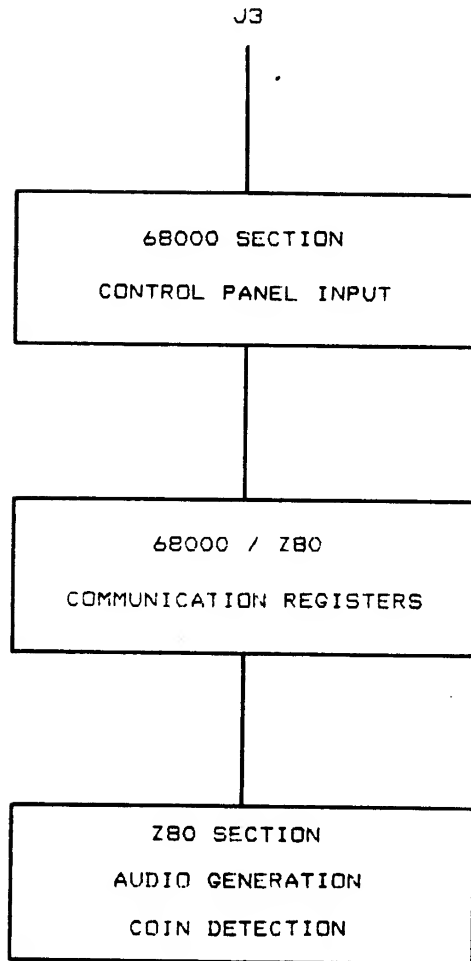 J3
68000 SECTION
CONTROL PANEL INPUT
68000 / Z80
COMMUNICATION REGISTERS
Z80 SECTION
AUDIO GENERATION
COIN DETECTION